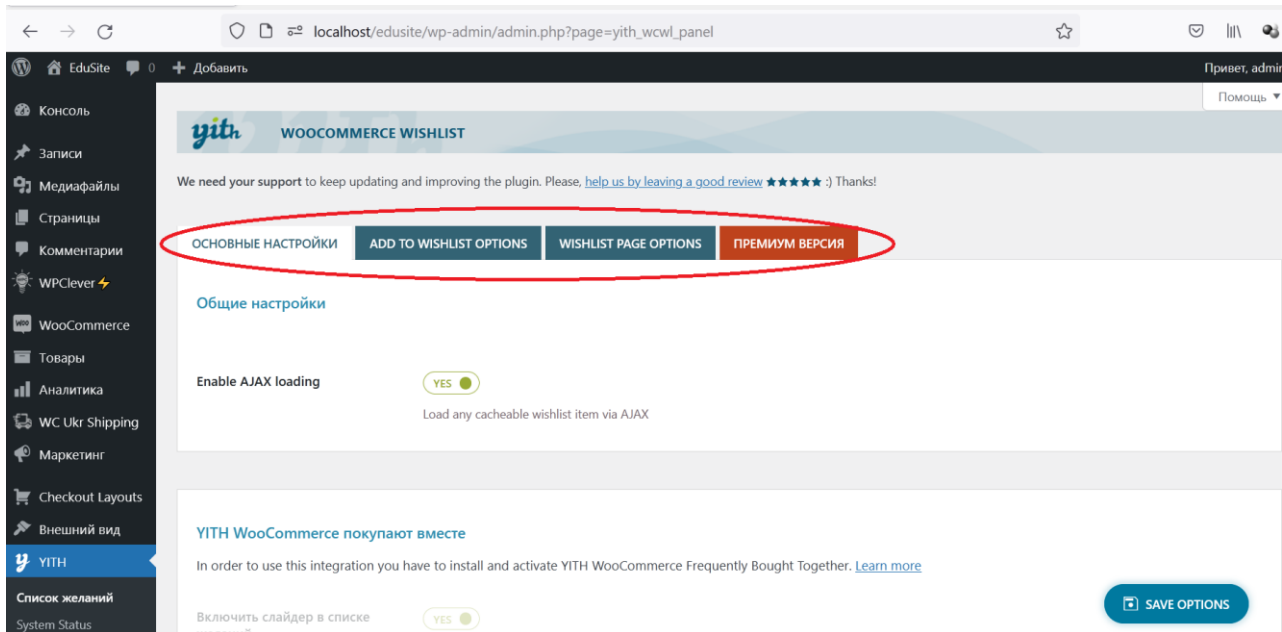 localhost/edusite/wp-admin/admin.php?page=yith_wcwl_panel
EduSite 0 Добавить
Привет, admin
Помощь
Консоль
Записи
Медиафайлы
Страницы
Комментарии
WPClever
WooCommerce
Товары
Аналитика
WC Ukr Shipping
Маркетинг
Checkout Layouts
Внешний вид
YITH
Список желаний
System Status
yith WOOCOMMERCE WISHLIST
We need your support to keep updating and improving the plugin. Please, help us by leaving a good review ★★★★★ :) Thanks!
ОСНОВНЫЕ НАСТРОЙКИ ADD TO WISHLIST OPTIONS WISHLIST PAGE OPTIONS ПРЕМИУМ ВЕРСИЯ
Общие настройки
Enable AJAX loading YES
Load any cacheable wishlist item via AJAX
YITH WooCommerce покупают вместе
In order to use this integration you have to install and activate YITH WooCommerce Frequently Bought Together. Learn more
Включить слайдер в списке YES
SAVE OPTIONS